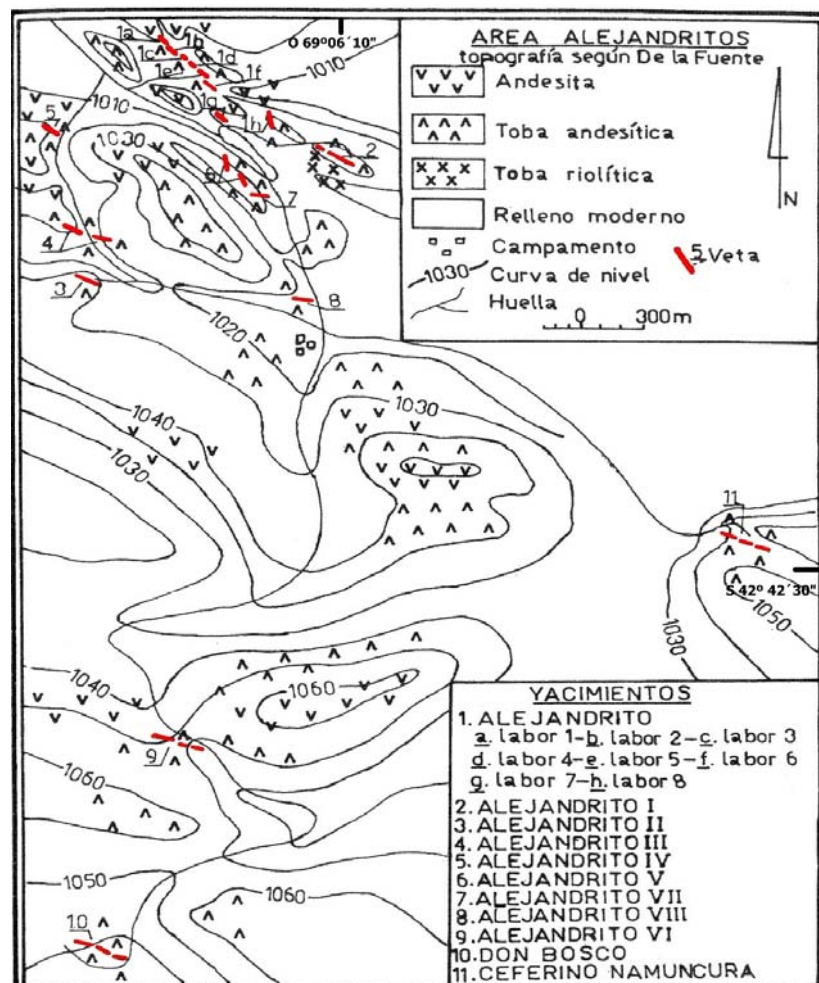 O 69º06´10"
AREA ALEJANDRITOS
topografía según De la Fuente
Andesita
Toba andesítica
Toba riolítica
Relleno moderno
Campamento
5 Veta
1030 Curva de nivel
Huella
0 300m
N
1a
1b
1c
1d
1e
1f
1g
1h
1010
1010
2
5
1030
6
7
4
3
8
1020
1040
1030
1030
11
S 42º 42´30"
1050
1030
1040
1060
9
1060
1050
1060
10
YACIMIENTOS
1. ALEJANDRITO
a. labor 1-b. labor 2-c. labor 3
d. labor 4-e. labor 5-f. labor 6
g. labor 7-h. labor 8
2. ALEJANDRITO I
3. ALEJANDRITO II
4. ALEJANDRITO III
5. ALEJANDRITO IV
6. ALEJANDRITO V
7. ALEJANDRITO VII
8. ALEJANDRITO VIII
9. ALEJANDRITO VI
10. DON BOSCO
11. CEFERINO NAMUNCURA